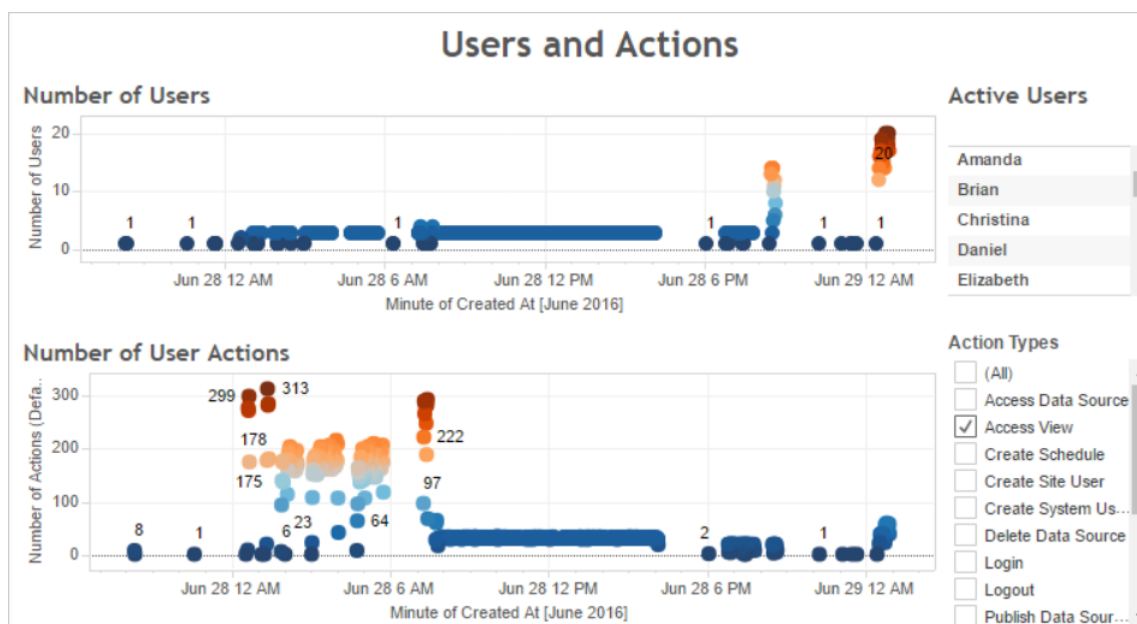 Users and Actions
Number of Users
Active Users
Number of Users
20
10
0
1
1
1
1
1
1
20
Jun 28 12 AM
Jun 28 6 AM
Jun 28 12 PM
Jun 28 6 PM
Jun 29 12 AM
Minute of Created At [June 2016]
Amanda
Brian
Christina
Daniel
Elizabeth
Number of User Actions
Number of Actions (Defa..
300
200
100
0
299
313
178
175
222
97
8
1
6
23
64
2
1
Jun 28 12 AM
Jun 28 6 AM
Jun 28 12 PM
Jun 28 6 PM
Jun 29 12 AM
Minute of Created At [June 2016]
Action Types
(All)
Access Data Source
Access View
Create Schedule
Create Site User
Create System Us...
Delete Data Source
Login
Logout
Publish Data Sour...